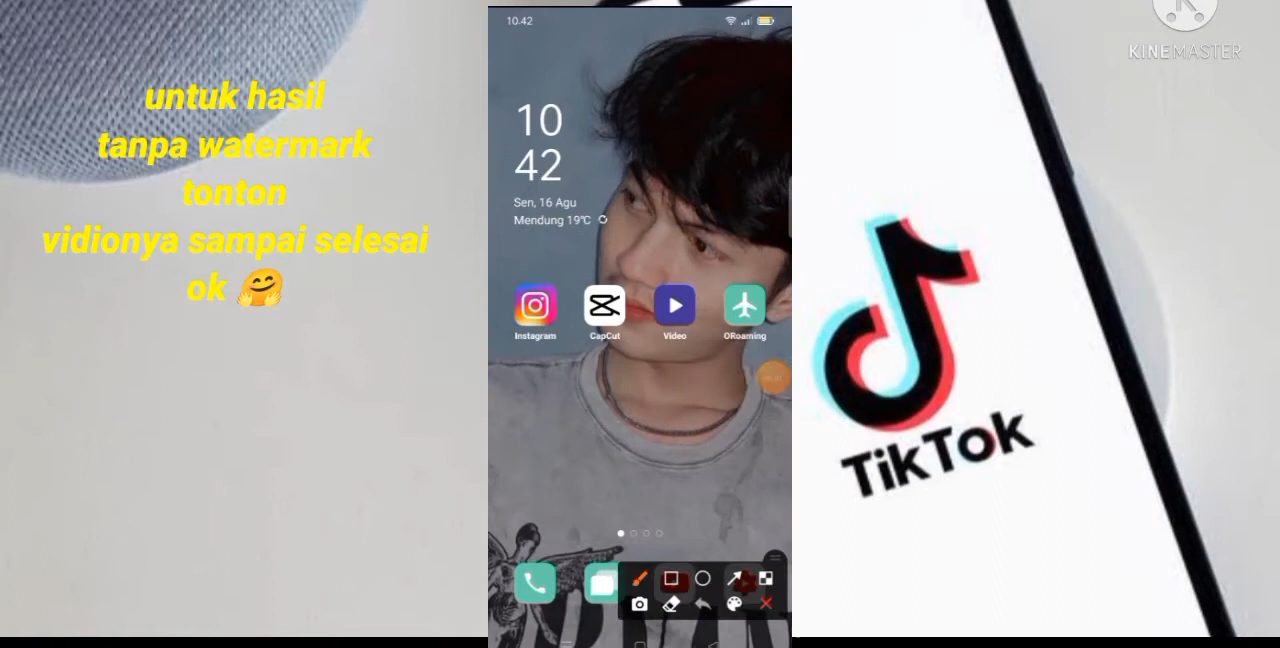 untuk hasil
tanpa watermark
tonton
vidionya sampai selesai
ok 🤗
10.42
10
42
Sen, 16 Agu
Mendung 19°C
Instagram
CapCut
Video
ORoaming
TikTok
KINEMASTER